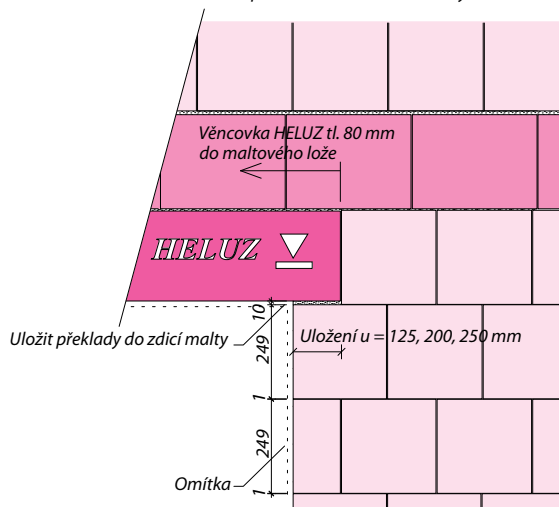 Věncovka HELUZ tl. 80 mm
do maltového lože
HELUZ
10
Uložit překlady do zdicí malty
Uložení u = 125, 200, 250 mm
249
1
249
Omítka
1